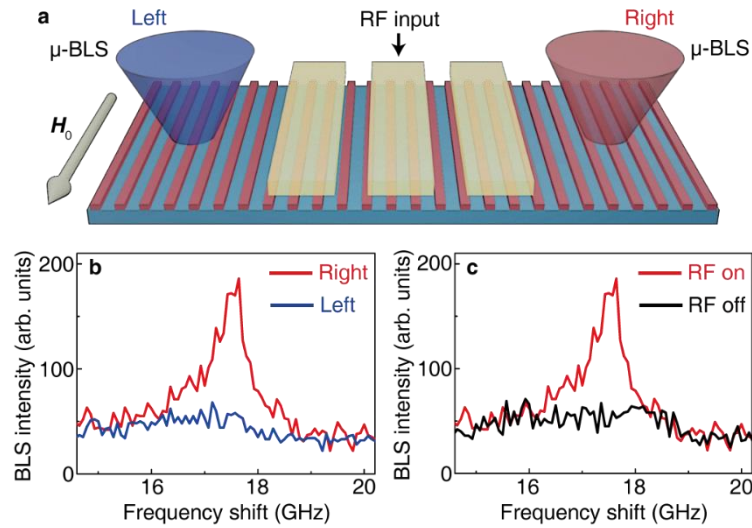 a
Left
RF input
Right
μ-BLS
μ-BLS
H₀
b
Right
Left
200
100
0
BLS intensity (arb. units)
16
18
20
Frequency shift (GHz)
c
RF on
RF off
200
100
0
BLS intensity (arb. units)
16
18
20
Frequency shift (GHz)